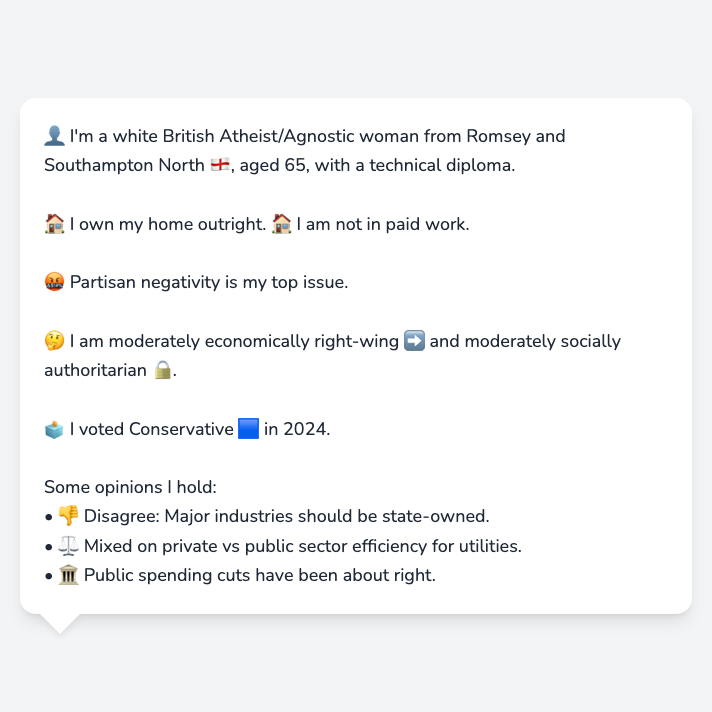 👤 I'm a white British Atheist/Agnostic woman from Romsey and
Southampton North 🏴󠁧󠁢󠁥󠁮󠁧󠁿, aged 65, with a technical diploma.
🏠 I own my home outright. 🏠 I am not in paid work.
🤬 Partisan negativity is my top issue.
🤔 I am moderately economically right-wing ➡️ and moderately socially
authoritarian 🔒.
🗳️ I voted Conservative 🟦 in 2024.
Some opinions I hold:
• 👎 Disagree: Major industries should be state-owned.
• ⚖️ Mixed on private vs public sector efficiency for utilities.
• 🏛️ Public spending cuts have been about right.